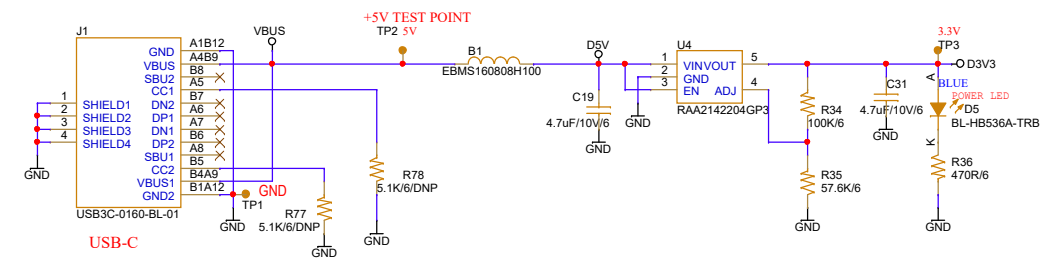 J1
GND A1B12
VBUS A4B9
SBU2 B8
CC1 A5
DN2 B7
DP1 A6
DN1 A7
DP2 B6
SBU1 A8
CC2 B5
VBUS1 B4A9
GND2 B1A12
1 SHIELD1
2 SHIELD2
3 SHIELD3
4 SHIELD4
GND
USB3C-0160-BL-01
USB-C
GND
TP1
GND
VBUS
R77
5.1K/6/DNP
GND
R78
5.1K/6/DNP
GND
+5V TEST POINT
TP2 5V
B1
EBMS160808H100
D5V
C19
4.7uF/10V/6
GND
GND
U4
1 VIN VOUT 5
2 GND
3 EN ADJ 4
RAA2142204GP3
R34
100K/6
R35
57.6K/6
GND
C31
4.7uF/10V/6
GND
3.3V
TP3
D3V3
A
BLUE
POWER LED
D5
BL-HB536A-TRB
K
R36
470R/6
GND